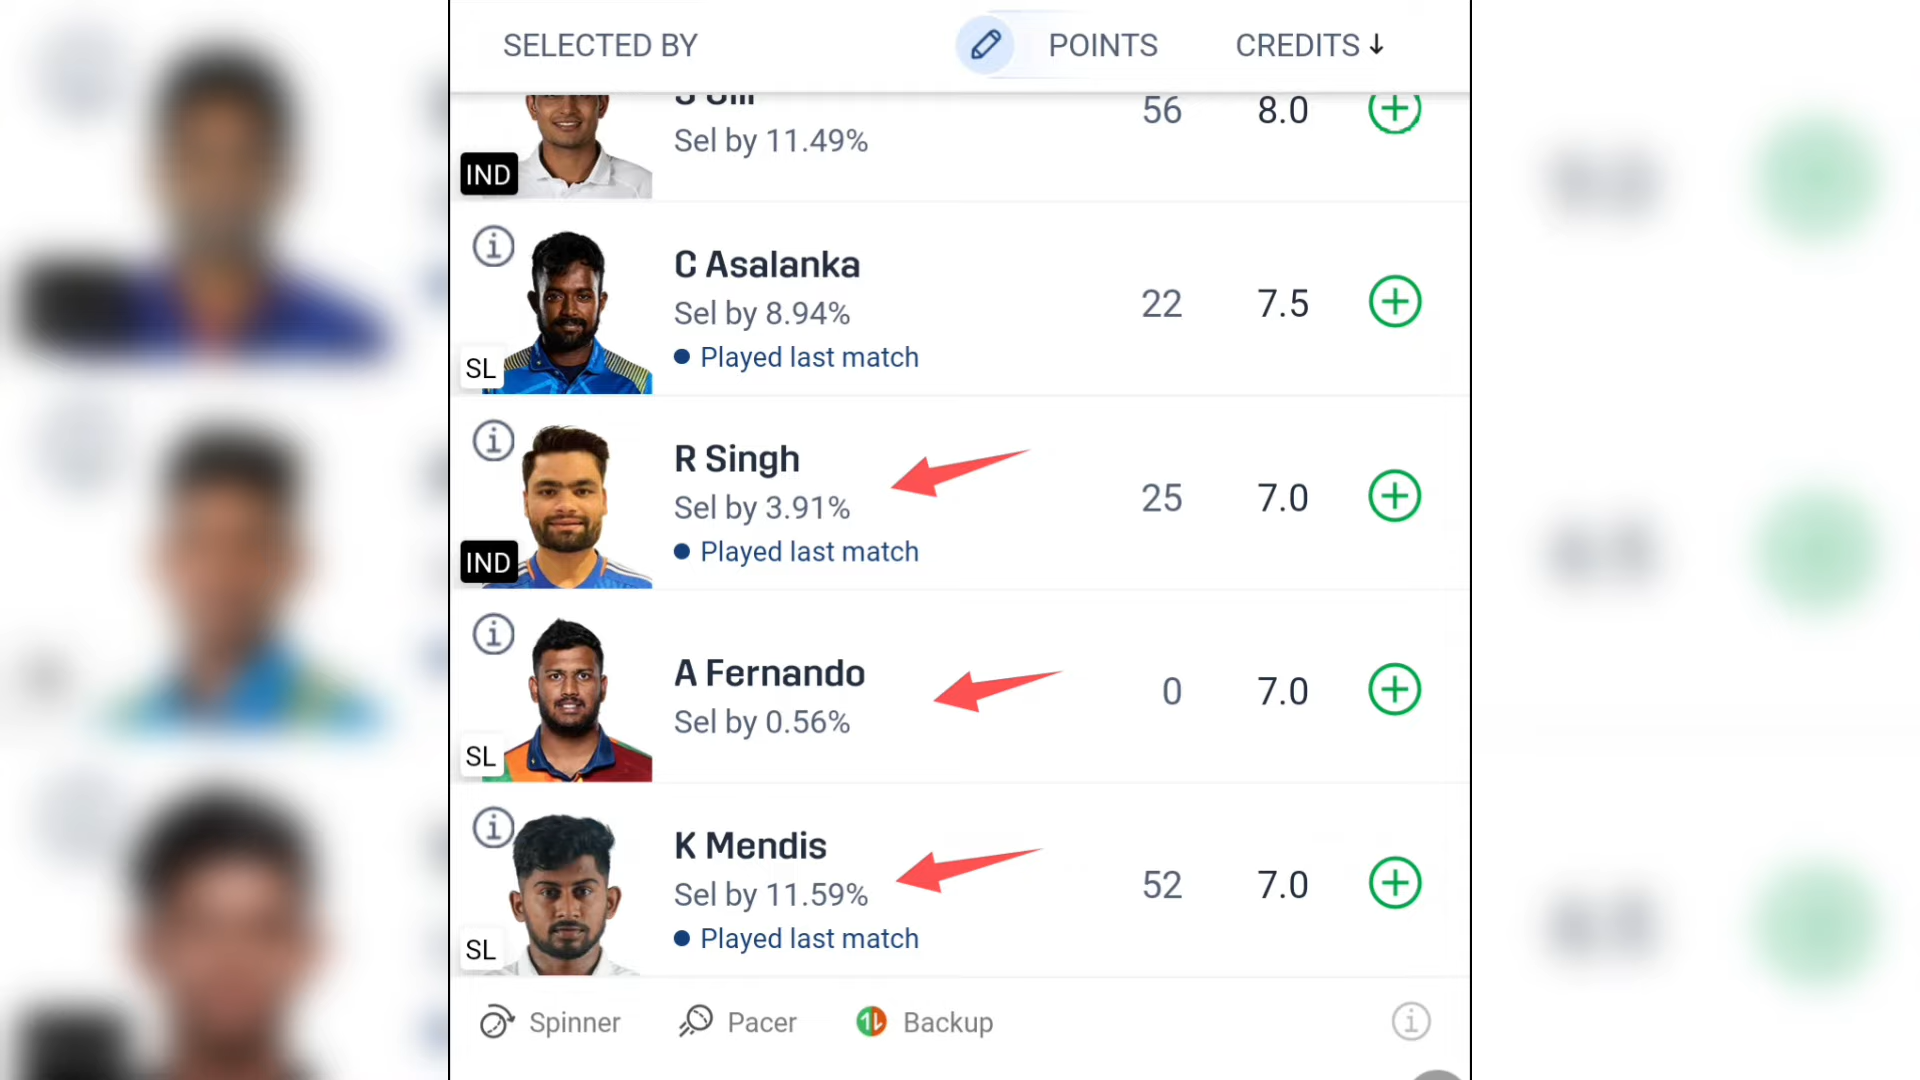 SELECTED BY POINTS CREDITS ↓
56 8.0
Sel by 11.49%
IND
C Asalanka
Sel by 8.94% 22 7.5
Played last match
SL
R Singh
Sel by 3.91% 25 7.0
Played last match
IND
A Fernando
Sel by 0.56% 0 7.0
SL
K Mendis
Sel by 11.59% 52 7.0
Played last match
SL
Spinner Pacer Backup